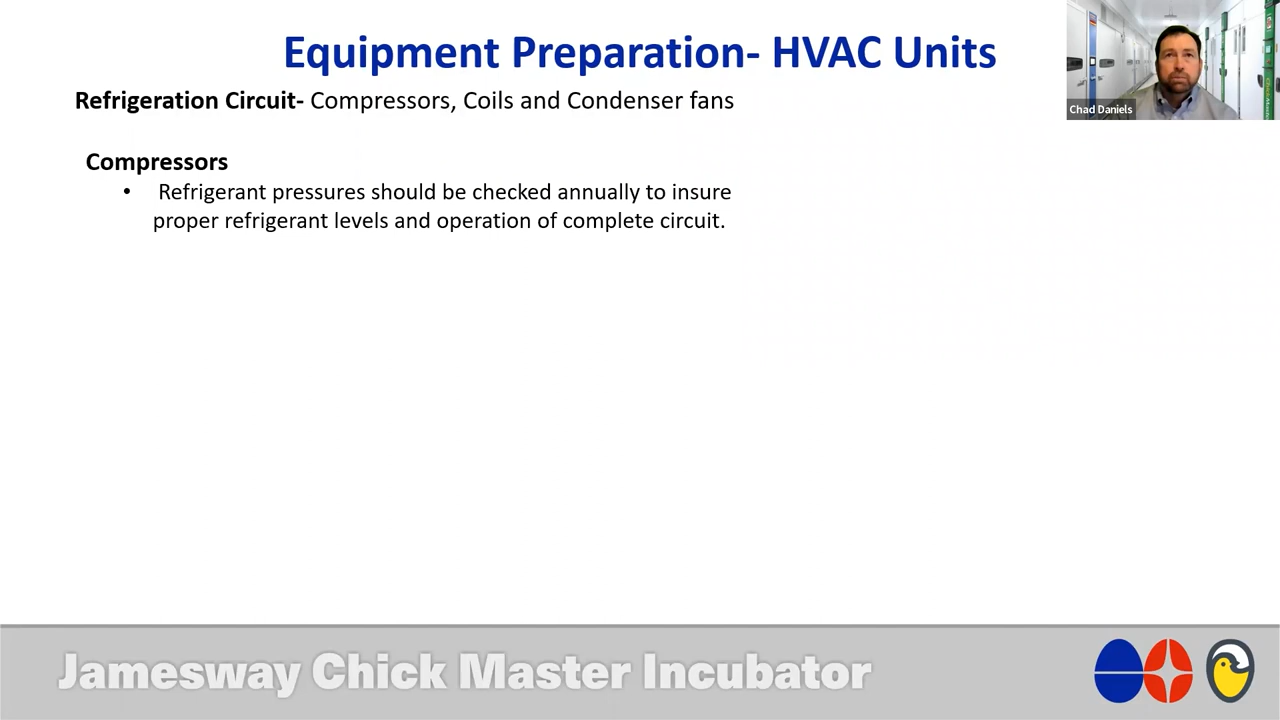 Equipment Preparation- HVAC Units
Chad Daniels
Refrigeration Circuit- Compressors, Coils and Condenser fans
Compressors
• Refrigerant pressures should be checked annually to insure
proper refrigerant levels and operation of complete circuit.
Jamesway Chick Master Incubator